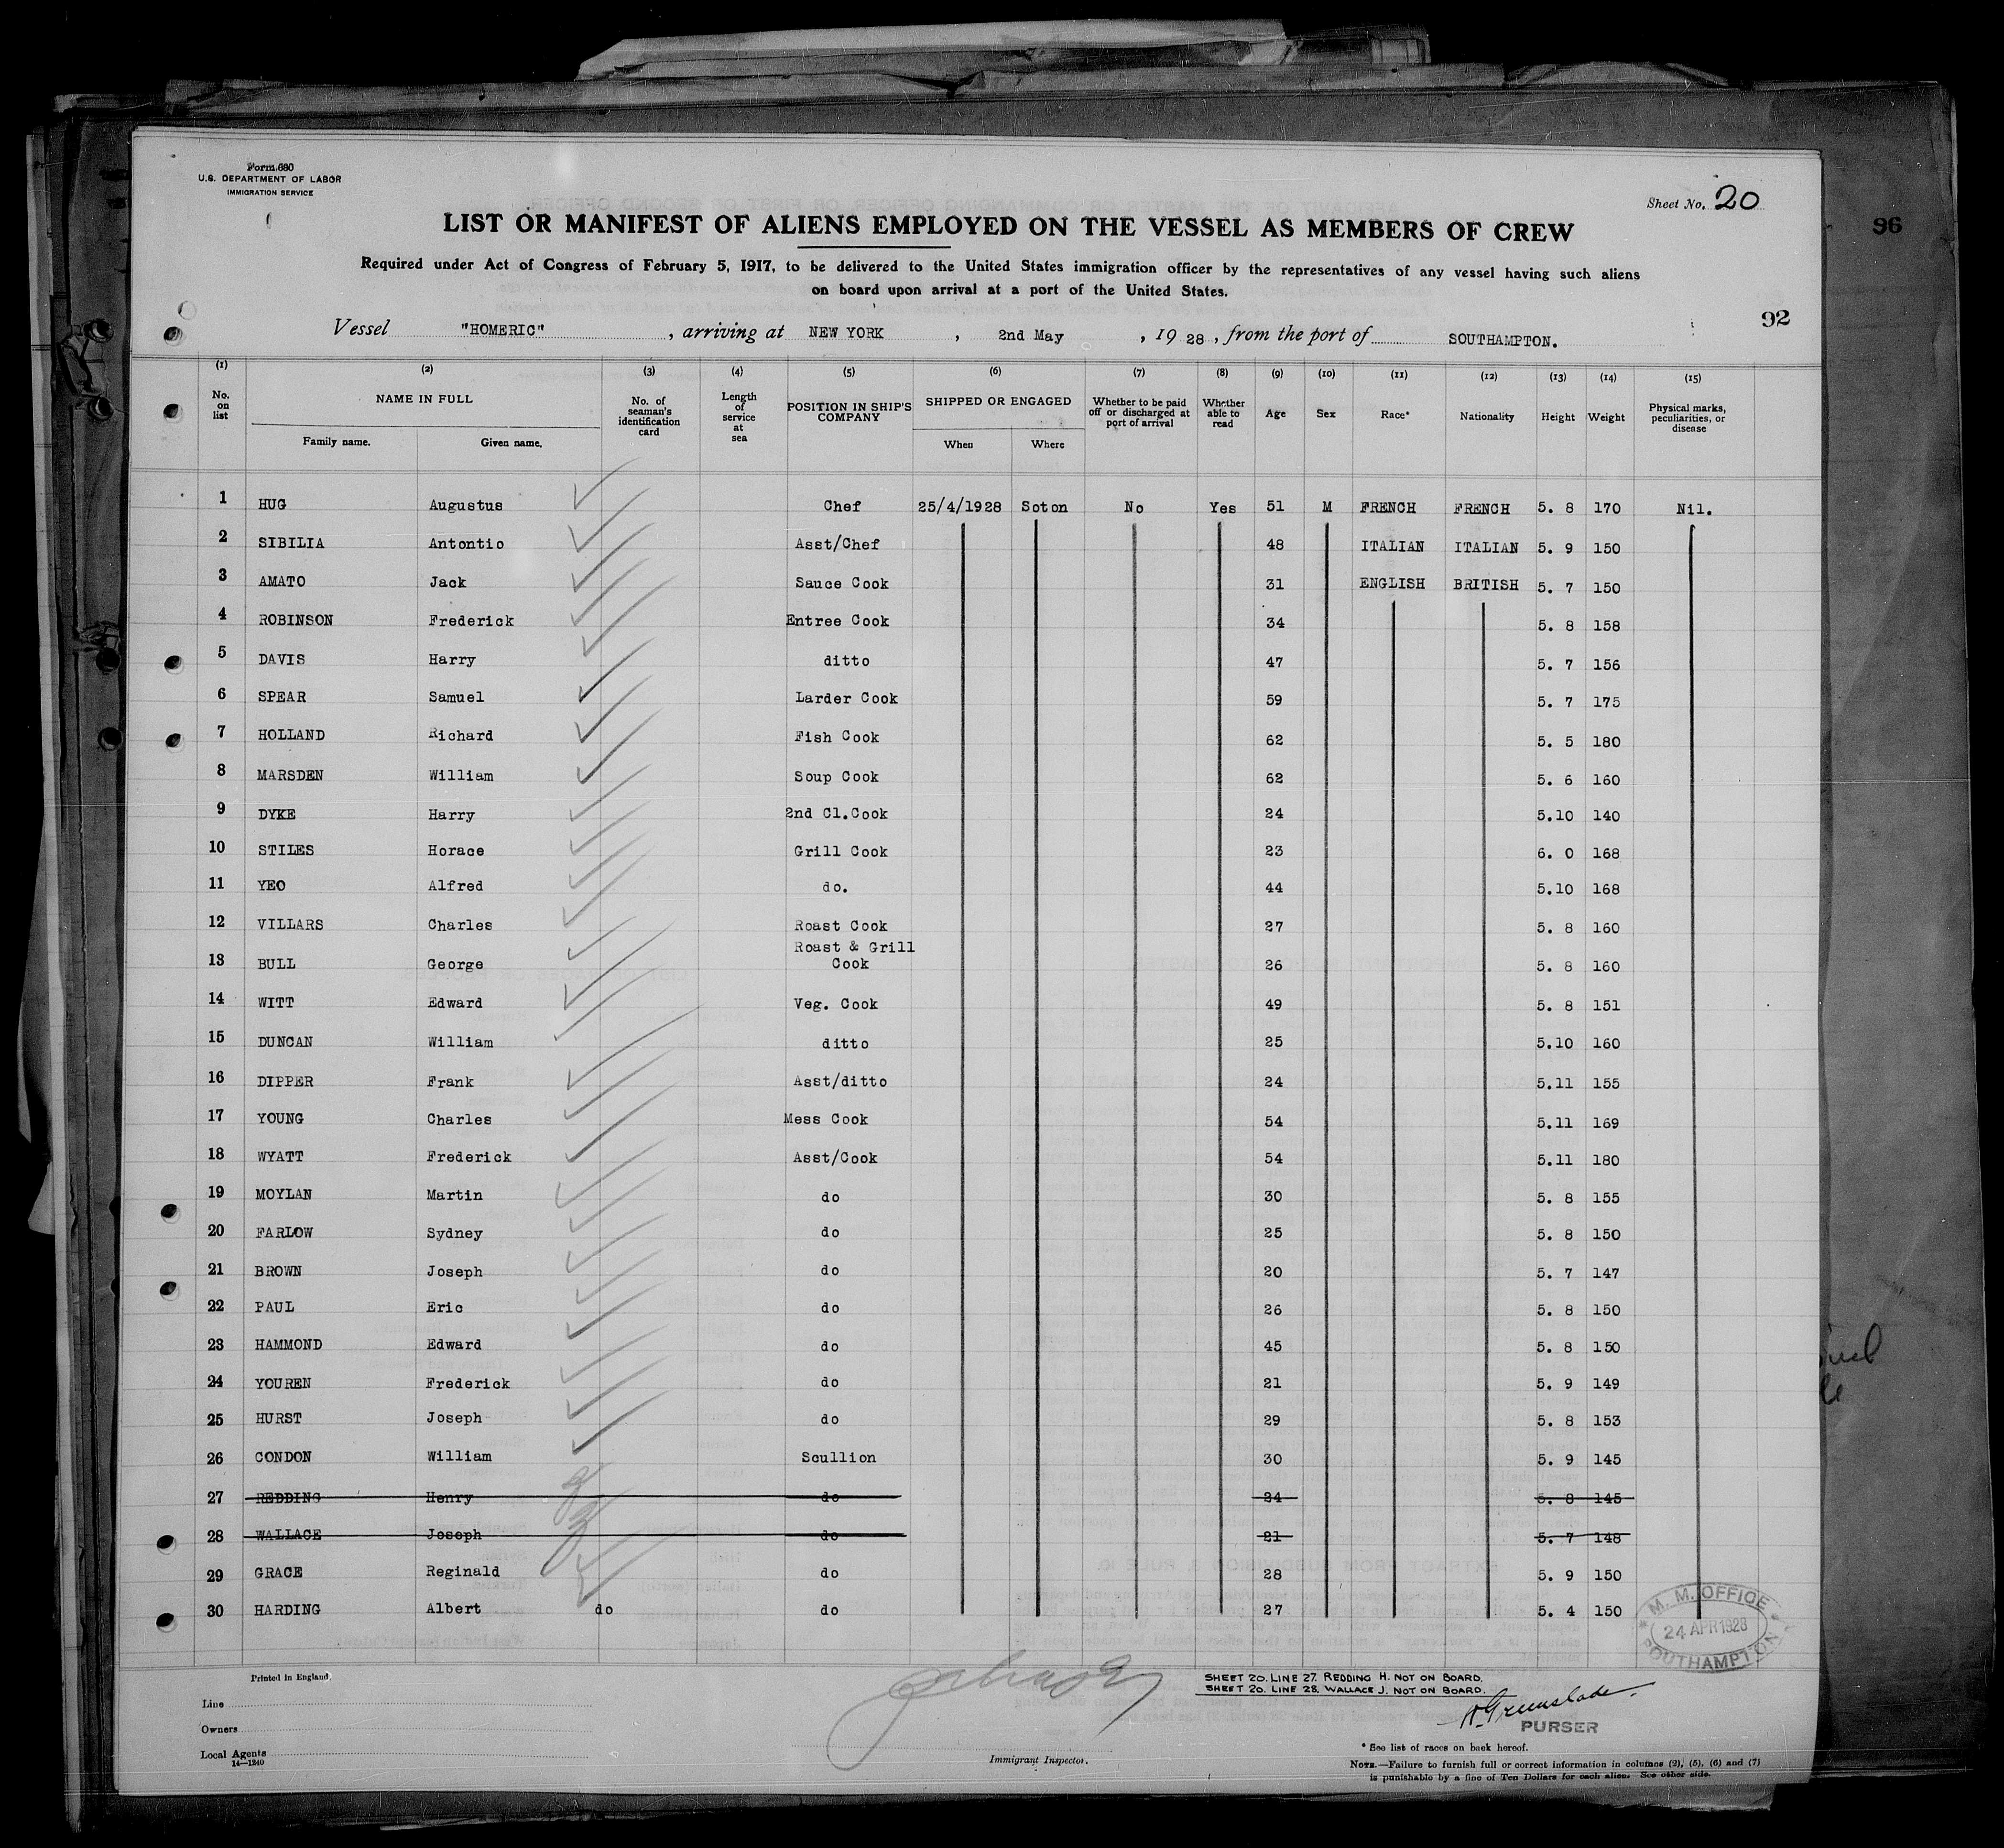 Form 680
U.S. DEPARTMENT OF LABOR
IMMIGRATION SERVICE
Sheet No. 20
96
LIST OR MANIFEST OF ALIENS EMPLOYED ON THE VESSEL AS MEMBERS OF CREW
Required under Act of Congress of February 5, 1917, to be delivered to the United States immigration officer by the representatives of any vessel having such aliens
on board upon arrival at a port of the United States.
92
Vessel "HOMERIC" , arriving at NEW YORK , 2nd May , 19 28 , from the port of SOUTHAMPTON.
(1) (2) (3) (4) (5) (6) (7) (8) (9) (10) (11) (12) (13) (14) (15)
No. on list NAME IN FULL Family name. Given name. No. of seaman's identification card Length of service at sea POSITION IN SHIP'S COMPANY SHIPPED OR ENGAGED When Where Whether to be paid off or discharged at port of arrival Whether able to read Age Sex Race* Nationality Height Weight Physical marks, peculiarities, or disease
1 HUG Augustus Chef 25/4/1928 Soton No Yes 51 M FRENCH FRENCH 5. 8 170 Nil.
2 SIBILIA Antontio Asst/Chef 48 ITALIAN ITALIAN 5. 9 150
3 AMATO Jack Sauce Cook 31 ENGLISH BRITISH 5. 7 150
4 ROBINSON Frederick Entree Cook 34 5. 8 158
5 DAVIS Harry ditto 47 5. 7 156
6 SPEAR Samuel Larder Cook 59 5. 7 175
7 HOLLAND Richard Fish Cook 62 5. 5 180
8 MARSDEN William Soup Cook 62 5. 6 160
9 DYKE Harry 2nd Cl.Cook 24 5.10 140
10 STILES Horace Grill Cook 23 6. 0 168
11 YEO Alfred do. 44 5.10 168
12 VILLARS Charles Roast Cook 27 5. 8 160
13 BULL George Roast & Grill Cook 26 5. 8 160
14 WITT Edward Veg. Cook 49 5. 8 151
15 DUNCAN William ditto 25 5.10 160
16 DIPPER Frank Asst/ditto 24 5.11 155
17 YOUNG Charles Mess Cook 54 5.11 169
18 WYATT Frederick Asst/Cook 54 5.11 180
19 MOYLAN Martin do 30 5. 8 155
20 FARLOW Sydney do 25 5. 8 150
21 BROWN Joseph do 20 5. 7 147
22 PAUL Eric do 26 5. 8 150
23 HAMMOND Edward do 45 5. 8 150
24 YOUREN Frederick do 21 5. 9 149
25 HURST Joseph do 29 5. 8 153
26 CONDON William Scullion 30 5. 9 145
27 REDDING Henry do 24 5. 8 145
28 WALLACE Joseph do 21 5. 7 148
29 GRACE Reginald do 28 5. 9 150
30 HARDING Albert do do 27 5. 4 150
M. M. OFFICE
24 APR 1928
SOUTHAMPTON
Printed in England.
SHEET 20. LINE 27. REDDING H. NOT ON BOARD.
SHEET 20. LINE 28. WALLACE J. NOT ON BOARD.
Line
Greenslade
Owners
PURSER
Local Agents
14—1240
Immigrant Inspector.
* See list of races on back hereof.
NOTE.—Failure to furnish full or correct information in columns (2), (5), (6) and (7)
is punishable by a fine of Ten Dollars for each alien. See other side.